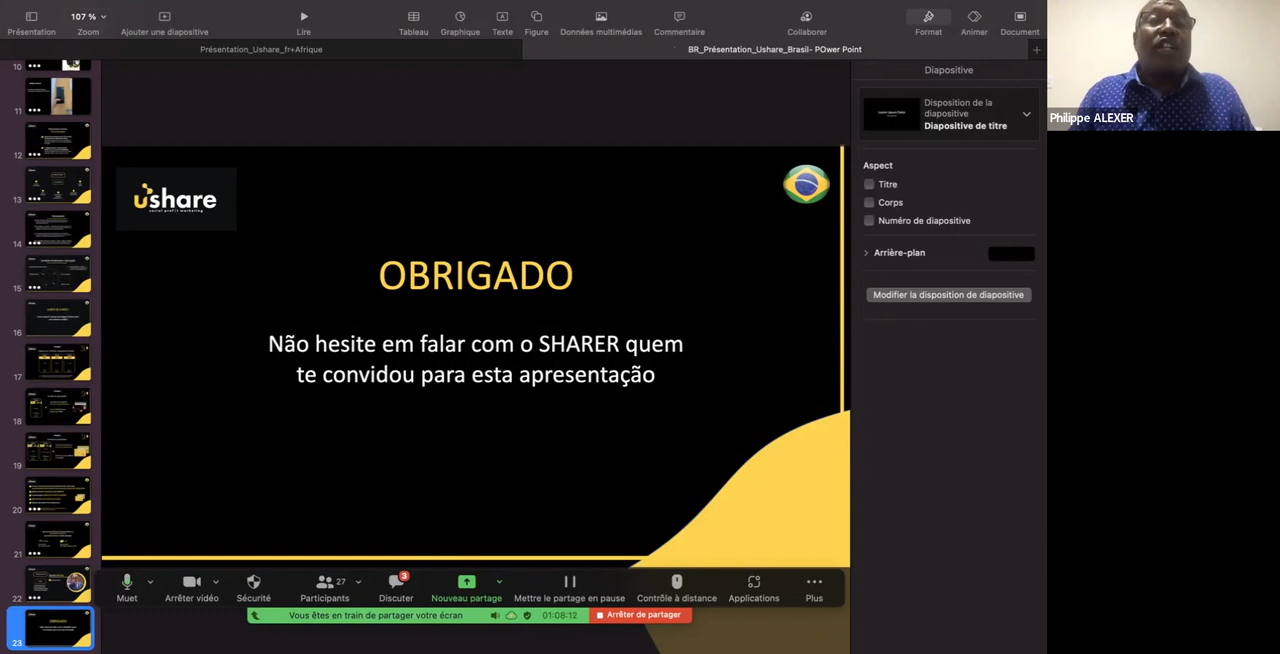 107 %
Présentation
Zoom
Ajouter une diapositive
Lire
Tableau
Graphique
Texte
Figure
Données multimédias
Commentaire
Collaborer
Format
Animer
Document
Présentation_Ushare_fr+Afrique
BR_Présentation_Ushare_Brasil- POwer Point
10
11
12
13
14
15
16
17
18
19
20
21
22
23
ushare
social profit marketing
OBRIGADO
Não hesite em falar com o SHARER quem
te convidou para esta apresentação
Diapositive
Disposition de la
diapositive
Diapositive de titre
Aspect
Titre
Corps
Numéro de diapositive
Arrière-plan
Modifier la disposition de diapositive
Philippe ALEXER
Muet
Arrêter vidéo
Sécurité
27
Participants
3
Discuter
Nouveau partage
Mettre le partage en pause
Contrôle à distance
Applications
Plus
Vous êtes en train de partager votre écran
01:08:12
Arrêter de partager